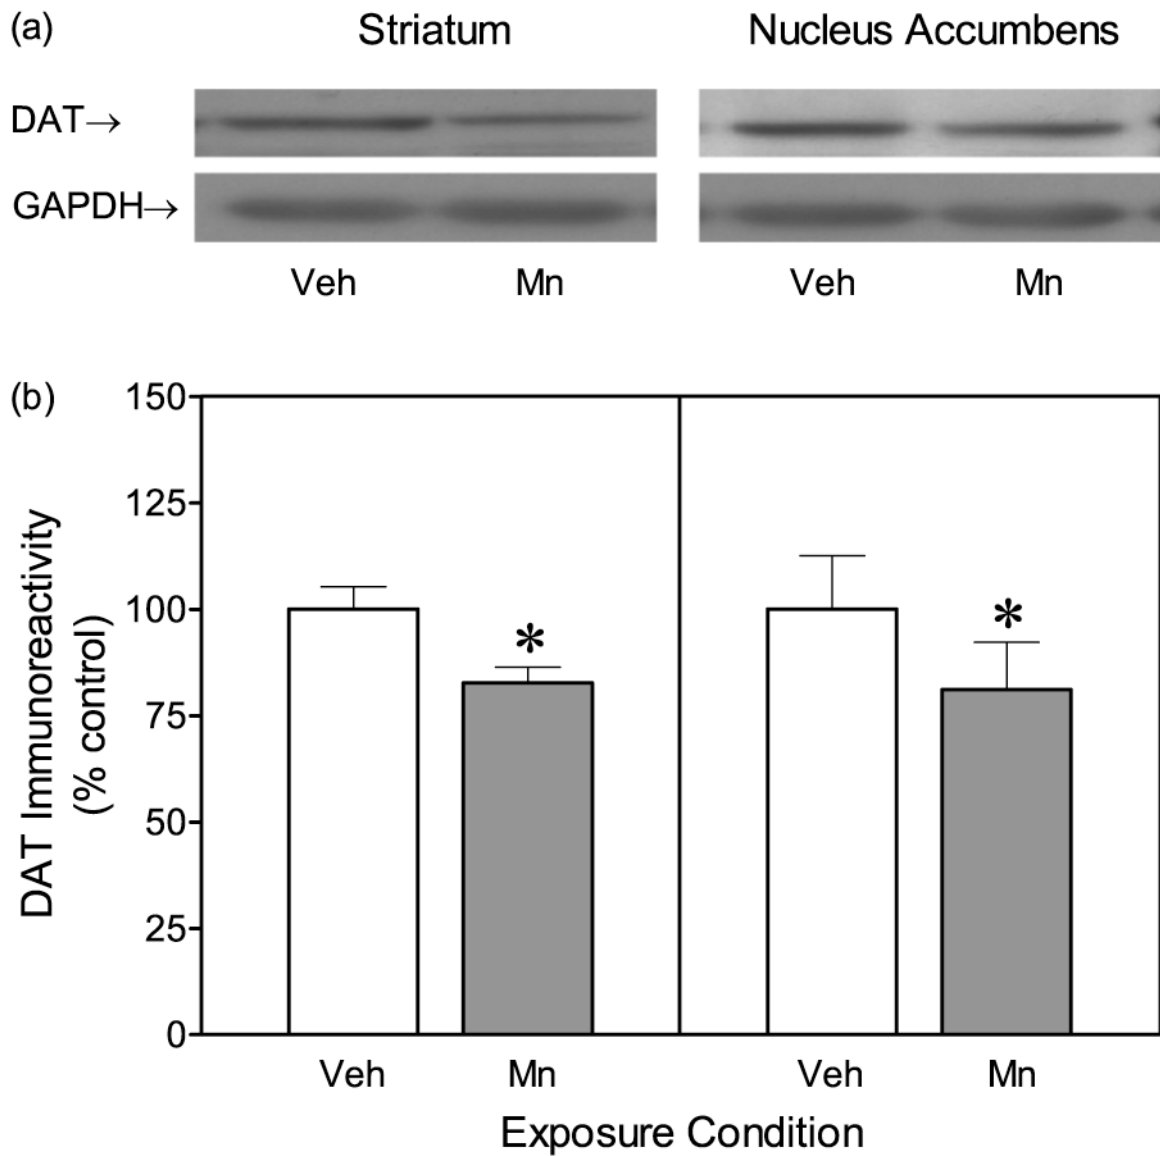 (a)
Striatum
Nucleus Accumbens
DAT→
GAPDH→
Veh
Mn
Veh
Mn
(b)
150
125
100
75
50
25
0
DAT Immunoreactivity
(% control)
*
*
Veh
Mn
Veh
Mn
Exposure Condition